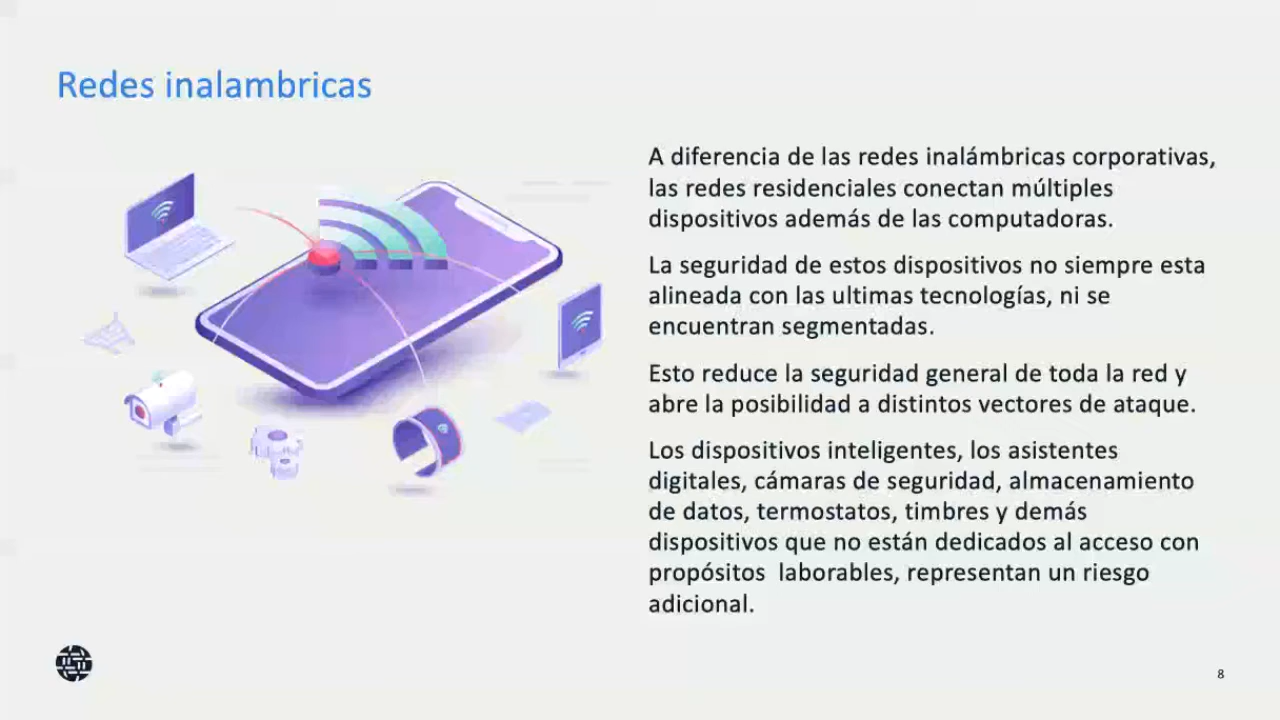 Redes inalambricas
A diferencia de las redes inalámbricas corporativas,
las redes residenciales conectan múltiples
dispositivos además de las computadoras.
La seguridad de estos dispositivos no siempre esta
alineada con las ultimas tecnologías, ni se
encuentran segmentadas.
Esto reduce la seguridad general de toda la red y
abre la posibilidad a distintos vectores de ataque.
Los dispositivos inteligentes, los asistentes
digitales, cámaras de seguridad, almacenamiento
de datos, termostatos, timbres y demás
dispositivos que no están dedicados al acceso con
propósitos  laborables, representan un riesgo
adicional.
8